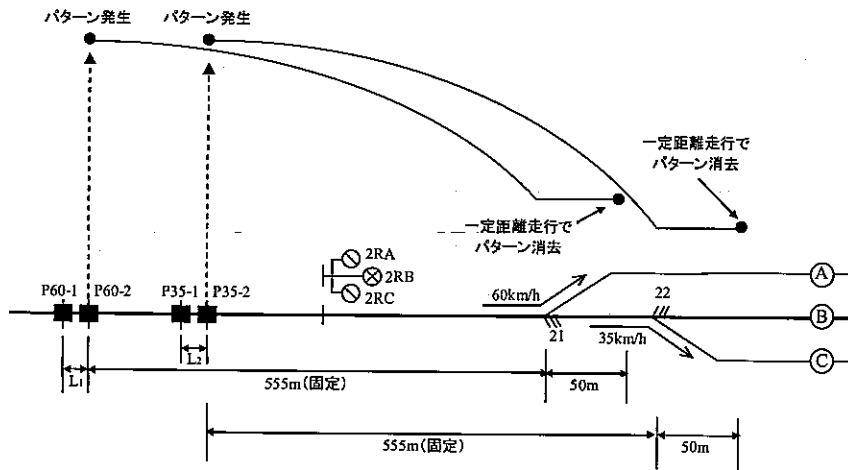 パターン発生
パターン発生
一定距離走行で
パターン消去
一定距離走行で
パターン消去
2RA
2RB
2RC
P60-1
P60-2
P35-1
P35-2
60km/h
22
A
B
21
35km/h
C
L1
L2
555m(固定)
50m
555m(固定)
50m